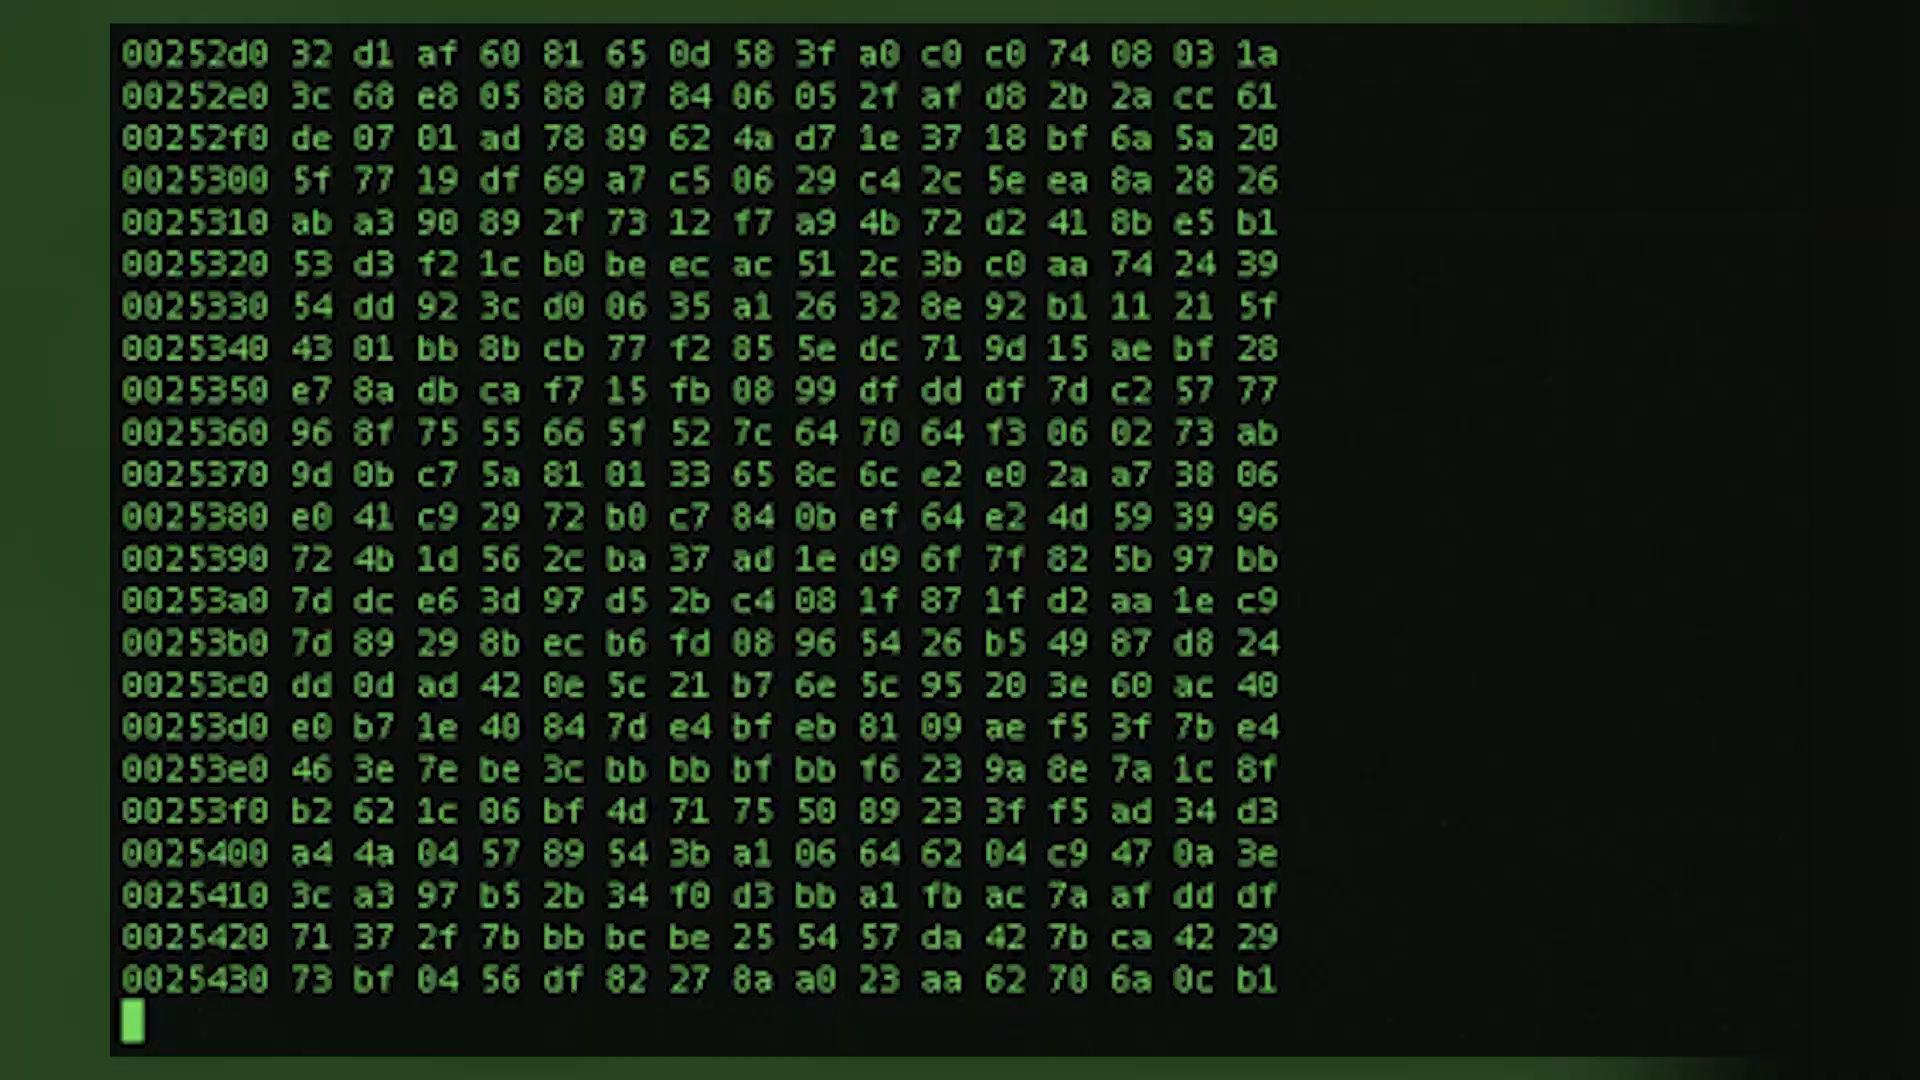 00252d0 32 d1 af 60 81 65 0d 58 3f a0 c0 c0 74 08 03 1a
00252e0 3c 68 e8 05 88 07 84 06 05 2f af d8 2b 2a cc 61
00252f0 de 07 01 ad 78 89 62 4a d7 1e 37 18 bf 6a 5a 20
0025300 5f 77 19 df 69 a7 c5 06 29 c4 2c 5e ea 8a 28 26
0025310 ab a3 90 89 2f 73 12 f7 a9 4b 72 d2 41 8b e5 b1
0025320 53 d3 f2 1c b0 be ec ac 51 2c 3b c0 aa 74 24 39
0025330 54 dd 92 3c d0 06 35 a1 26 32 8e 92 b1 11 21 5f
0025340 43 01 bb 8b cb 77 f2 85 5e dc 71 9d 15 ae bf 28
0025350 e7 8a db ca f7 15 fb 08 99 df dd df 7d c2 57 77
0025360 96 8f 75 55 66 5f 52 7c 64 70 64 f3 06 02 73 ab
0025370 9d 0b c7 5a 81 01 33 65 8c 6c e2 e0 2a a7 38 06
0025380 e0 41 c9 29 72 b0 c7 84 0b ef 64 e2 4d 59 39 96
0025390 72 4b 1d 56 2c ba 37 ad 1e d9 6f 7f 82 5b 97 bb
00253a0 7d dc e6 3d 97 d5 2b c4 08 1f 87 1f d2 aa 1e c9
00253b0 7d 89 29 8b ec b6 fd 08 96 54 26 b5 49 87 d8 24
00253c0 dd 0d ad 42 0e 5c 21 b7 6e 5c 95 20 3e 60 ac 40
00253d0 e0 b7 1e 40 84 7d e4 bf eb 81 09 ae f5 3f 7b e4
00253e0 46 3e 7e be 3c bb bb bf bb f6 23 9a 8e 7a 1c 8f
00253f0 b2 62 1c 06 bf 4d 71 75 50 89 23 3f f5 ad 34 d3
0025400 a4 4a 04 57 89 54 3b a1 06 64 62 04 c9 47 0a 3e
0025410 3c a3 97 b5 2b 34 f0 d3 bb a1 fb ac 7a af dd df
0025420 71 37 2f 7b bb bc be 25 54 57 da 42 7b ca 42 29
0025430 73 bf 04 56 df 82 27 8a a0 23 aa 62 70 6a 0c b1